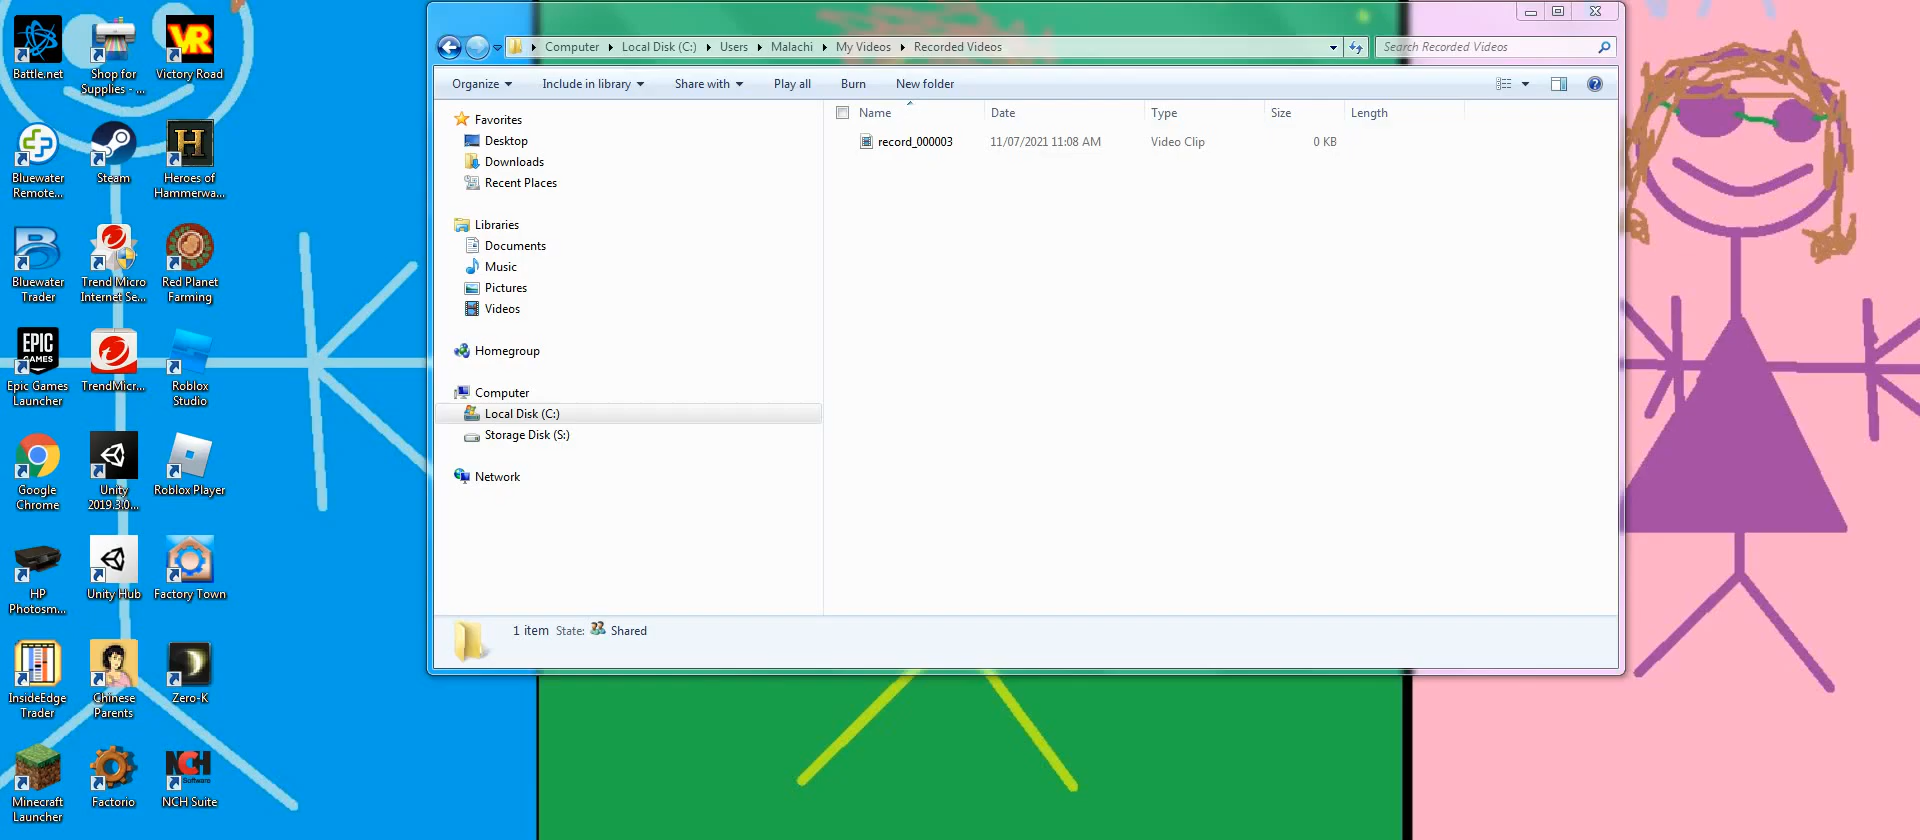 Battle.net
Shop for
Supplies - ...
Victory Road
Bluewater
Remote...
Steam
Heroes of
Hammerwa...
Bluewater
Trader
Trend Micro
Internet Se...
Red Planet
Farming
EPIC
GAMES
Epic Games
Launcher
TrendMicr...
Roblox
Studio
Google
Chrome
Unity
2019.3.0...
Roblox Player
HP
Photosm...
Unity Hub
Factory Town
InsideEdge
Trader
Chinese
Parents
Zero-K
Minecraft
Launcher
Factorio
NCH
Software
NCH Suite
VR
H
Computer
Local Disk (C:)
Users
Malachi
My Videos
Recorded Videos
Search Recorded Videos
Organize
Include in library
Share with
Play all
Burn
New folder
Favorites
Desktop
Downloads
Recent Places
Libraries
Documents
Music
Pictures
Videos
Homegroup
Computer
Local Disk (C:)
Storage Disk (S:)
Network
Name
Date
Type
Size
Length
record_000003
11/07/2021 11:08 AM
Video Clip
0 KB
1 item State: Shared